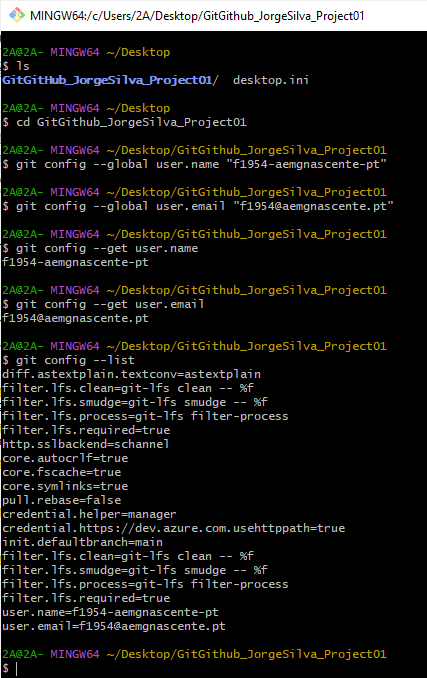 MINGW64:/c/Users/2A/Desktop/GitGithub_JorgeSilva_Project01
2A@2A- MINGW64 ~/Desktop
$ ls
GitGitHub_JorgeSilva_Project01/  desktop.ini
2A@2A- MINGW64 ~/Desktop
$ cd GitGithub_JorgeSilva_Project01
2A@2A- MINGW64 ~/Desktop/GitGithub_JorgeSilva_Project01
$ git config --global user.name "f1954-aemgnascente-pt"
2A@2A- MINGW64 ~/Desktop/GitGithub_JorgeSilva_Project01
$ git config --global user.email "f1954@aemgnascente.pt"
2A@2A- MINGW64 ~/Desktop/GitGithub_JorgeSilva_Project01
$ git config --get user.name
f1954-aemgnascente-pt
2A@2A- MINGW64 ~/Desktop/GitGithub_JorgeSilva_Project01
$ git config --get user.email
f1954@aemgnascente.pt
2A@2A- MINGW64 ~/Desktop/GitGithub_JorgeSilva_Project01
$ git config --list
diff.astextplain.textconv=astextplain
filter.lfs.clean=git-lfs clean -- %f
filter.lfs.smudge=git-lfs smudge -- %f
filter.lfs.process=git-lfs filter-process
filter.lfs.required=true
http.sslbackend=schannel
core.autocrlf=true
core.fscache=true
core.symlinks=true
pull.rebase=false
credential.helper=manager
credential.https://dev.azure.com.usehttppath=true
init.defaultbranch=main
filter.lfs.clean=git-lfs clean -- %f
filter.lfs.smudge=git-lfs smudge -- %f
filter.lfs.process=git-lfs filter-process
filter.lfs.required=true
user.name=f1954-aemgnascente-pt
user.email=f1954@aemgnascente.pt
2A@2A- MINGW64 ~/Desktop/GitGithub_JorgeSilva_Project01
$